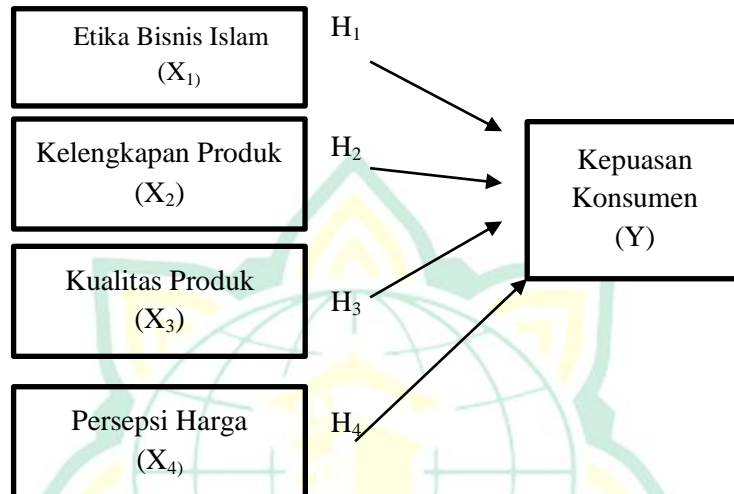 Etika Bisnis Islam
(X₁₎
H₁
Kelengkapan Produk
(X₂)
H₂
Kualitas Produk
(X₃)
H₃
Persepsi Harga
(X₄₎
H₄
Kepuasan
Konsumen
(Y)